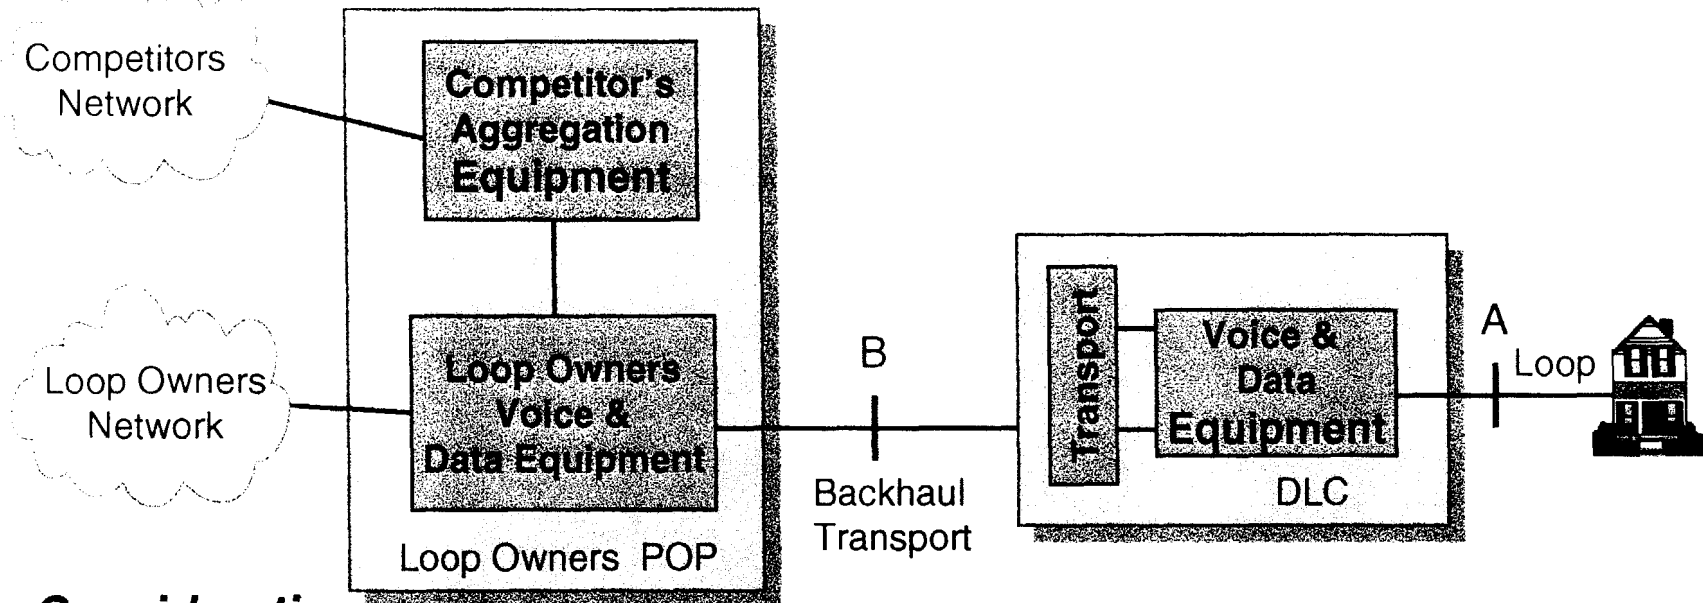 Competitors
Network
Competitor's
Aggregation
Equipment
Loop Owners
Network
Loop Owners
Voice &
Data Equipment
Loop Owners POP
B
Backhaul
Transport
Transport
Voice &
Data
Equipment
DLC
A
Loop